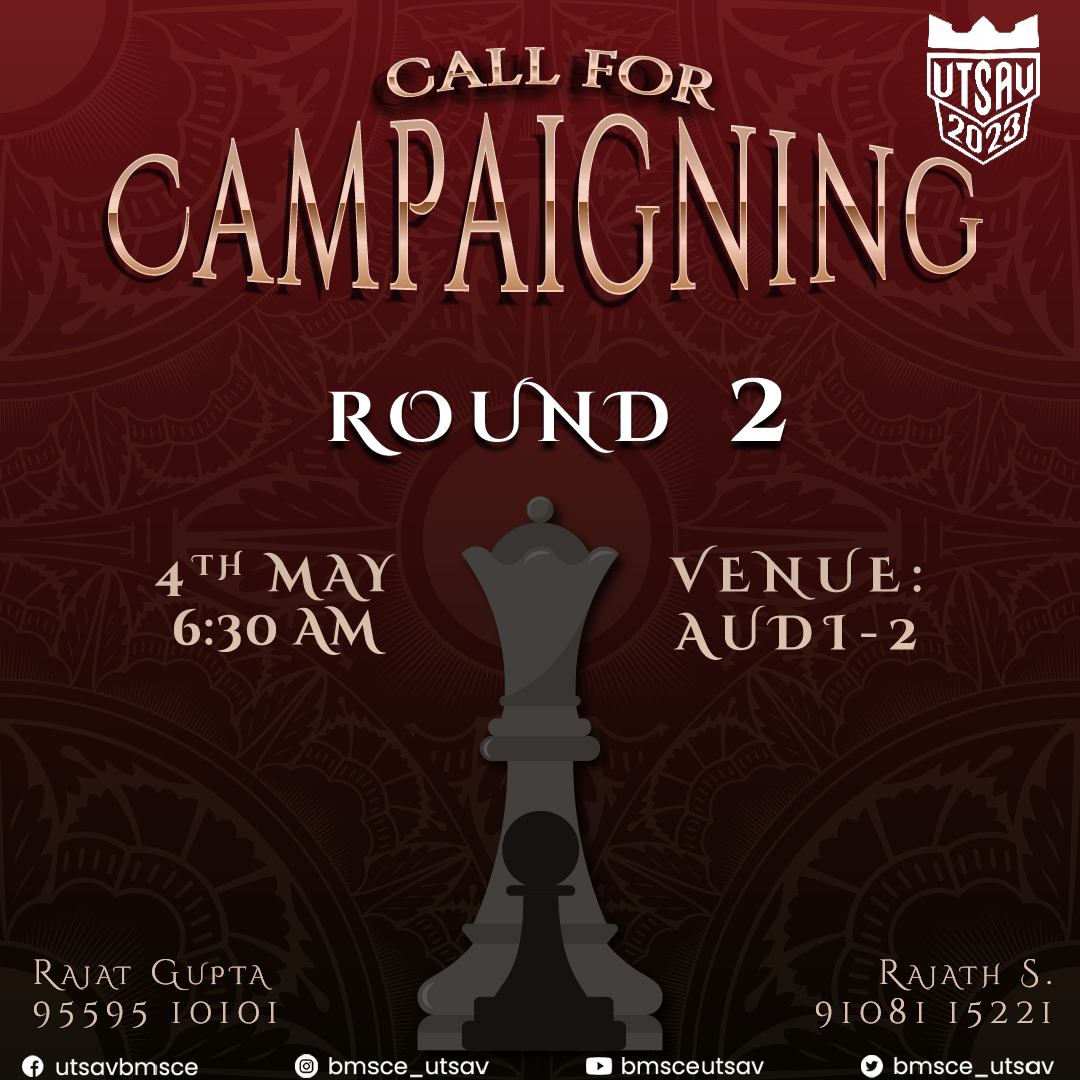 CALL FOR
CAMPAIGNING
UTSAV
2023
ROUND 2
4TH MAY
6:30 AM
VENUE:
AUDI-2
RAJAT GUPTA
95595 10101
RAJATH S.
91081 15221
utsavbmsce
bmsce_utsav
bmsceutsav
bmsce_utsav